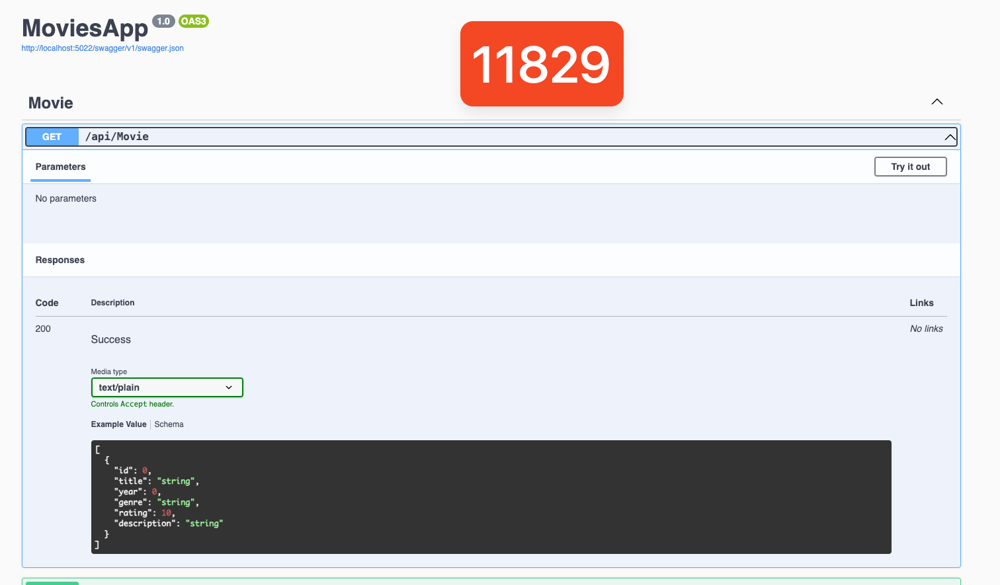 MoviesApp 1.0 OAS3
http://localhost:5022/swagger/v1/swagger.json
11829
Movie
GET /api/Movie
Parameters
Try it out
No parameters
Responses
Code Description Links
200 No links
Success
Media type
text/plain
Controls Accept header.
Example Value Schema
[
  {
    "id": 0,
    "title": "string",
    "year": 0,
    "genre": "string",
    "rating": 10,
    "description": "string"
  }
]